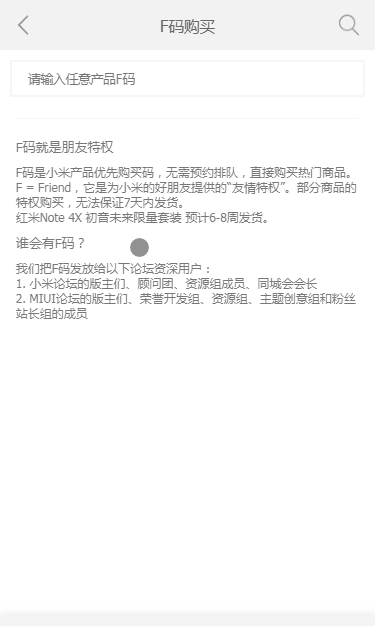 F码购买
请输入任意产品F码
F码就是朋友特权
F码是小米产品优先购买码，无需预约排队，直接购买热门商品。
F = Friend，它是为小米的好朋友提供的“友情特权”。部分商品的
特权购买，无法保证7天内发货。
红米Note 4X 初音未来限量套装 预计6-8周发货。
谁会有F码？
我们把F码发放给以下论坛资深用户：
1. 小米论坛的版主们、顾问团、资源组成员、同城会会长
2. MIUI论坛的版主们、荣誉开发组、资源组、主题创意组和粉丝
站长组的成员